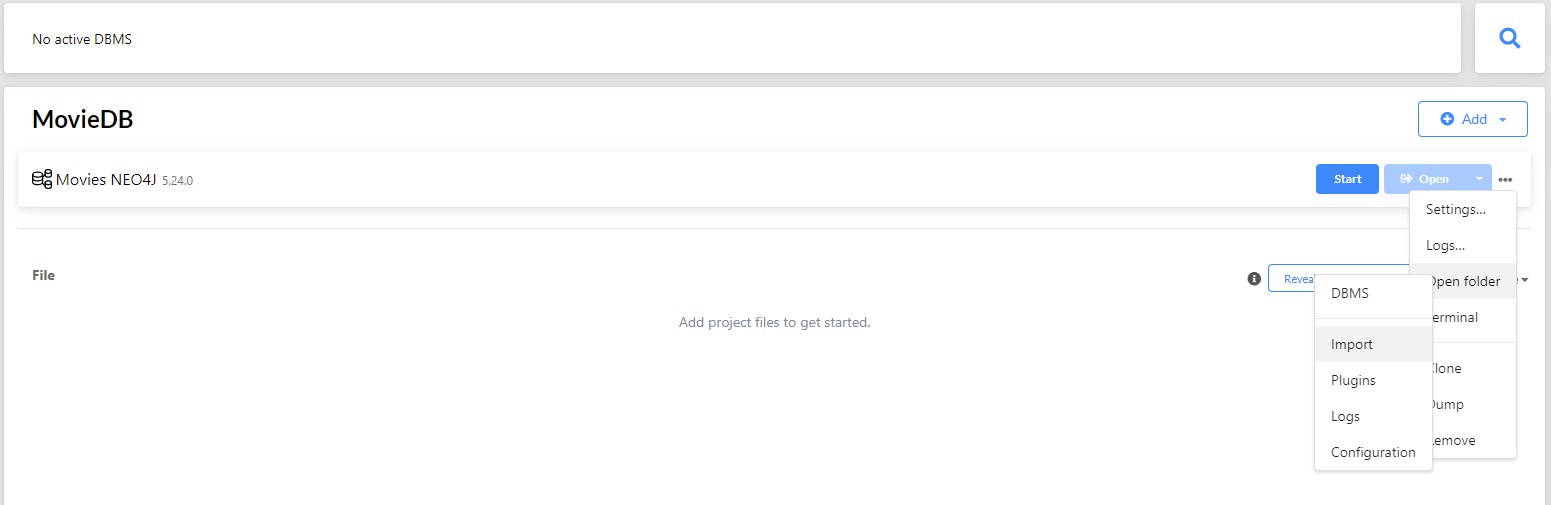 No active DBMS
MovieDB
Add
Movies NEO4J 5.24.0
Start
Open
Settings...
Logs...
Open folder
Terminal
Clone
Dump
Remove
File
Add project files to get started.
DBMS
Import
Plugins
Logs
Configuration